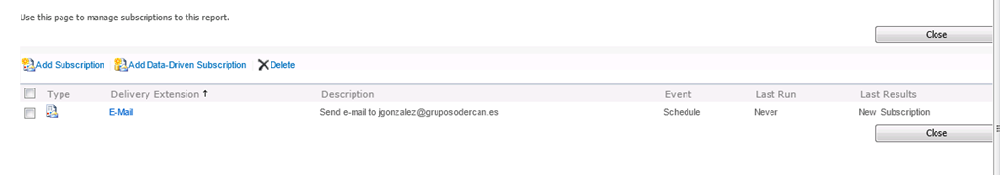 Use this page to manage subscriptions to this report.
Close
Add Subscription Add Data-Driven Subscription Delete
Type Delivery Extension ↑ Description Event Last Run Last Results
E-Mail Send e-mail to jgonzalez@gruposodercan.es Schedule Never New Subscription
Close